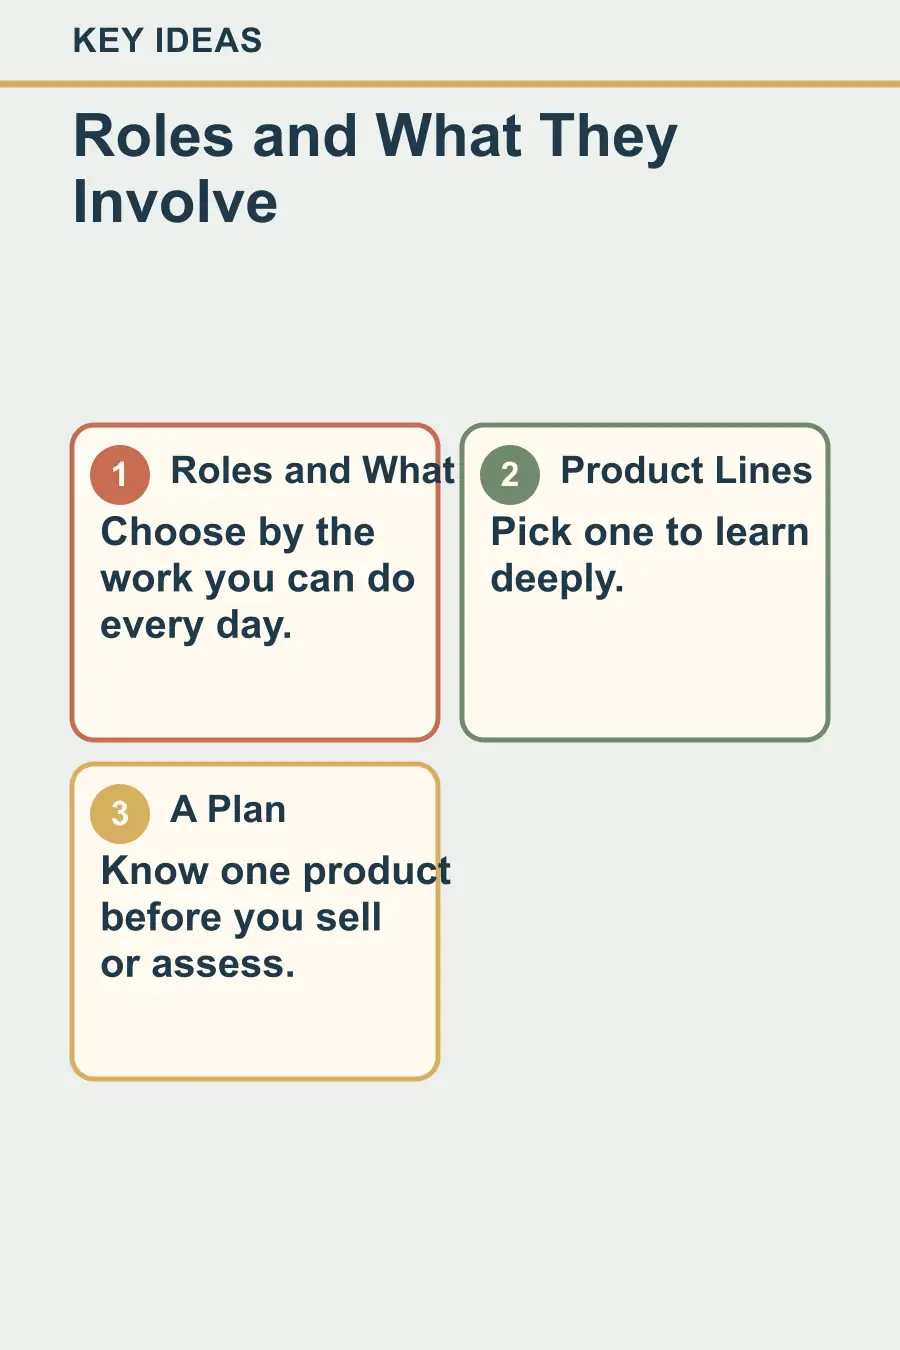 KEY IDEAS
Roles and What They
Involve
1
Roles and What
Choose by the
work you can do
every day.
2
Product Lines
Pick one to learn
deeply.
3
A Plan
Know one product
before you sell
or assess.